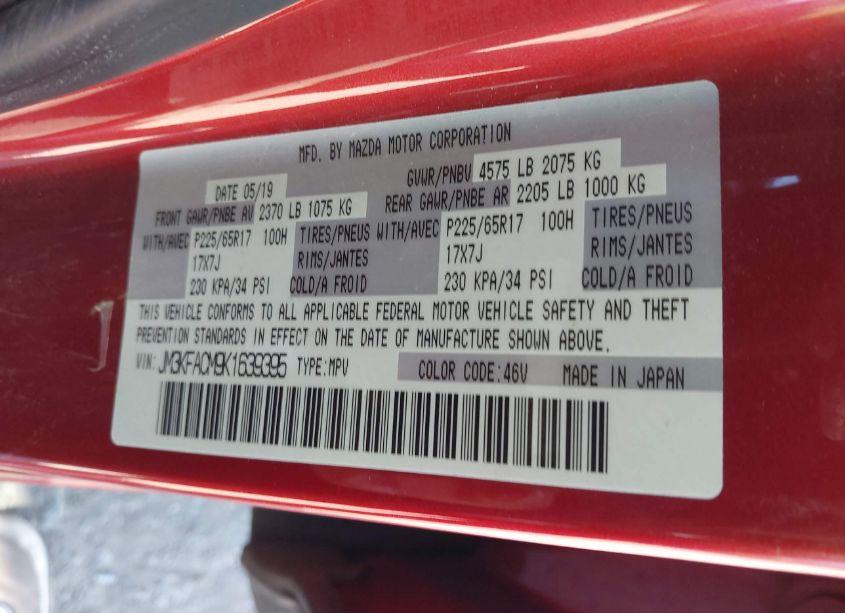 MFD. BY MAZDA MOTOR CORPORATION
DATE 05/19 GVWR/PNBV 4575 LB 2075 KG
FRONT GAWR/PNBE AV 2370 LB 1075 KG REAR GAWR/PNBE AR 2205 LB 1000 KG
WITH/AVEC P225/65R17 100H TIRES/PNEUS WITH/AVEC P225/65R17 100H TIRES/PNEUS
17X7J RIMS/JANTES 17X7J RIMS/JANTES
230 KPA/34 PSI COLD/A FROID 230 KPA/34 PSI COLD/A FROID
THIS VEHICLE CONFORMS TO ALL APPLICABLE FEDERAL MOTOR VEHICLE SAFETY AND THEFT
PREVENTION STANDARDS IN EFFECT ON THE DATE OF MANUFACTURE SHOWN ABOVE.
VIN: JM3KFACM9K1639395 TYPE:MPV COLOR CODE:46V MADE IN JAPAN